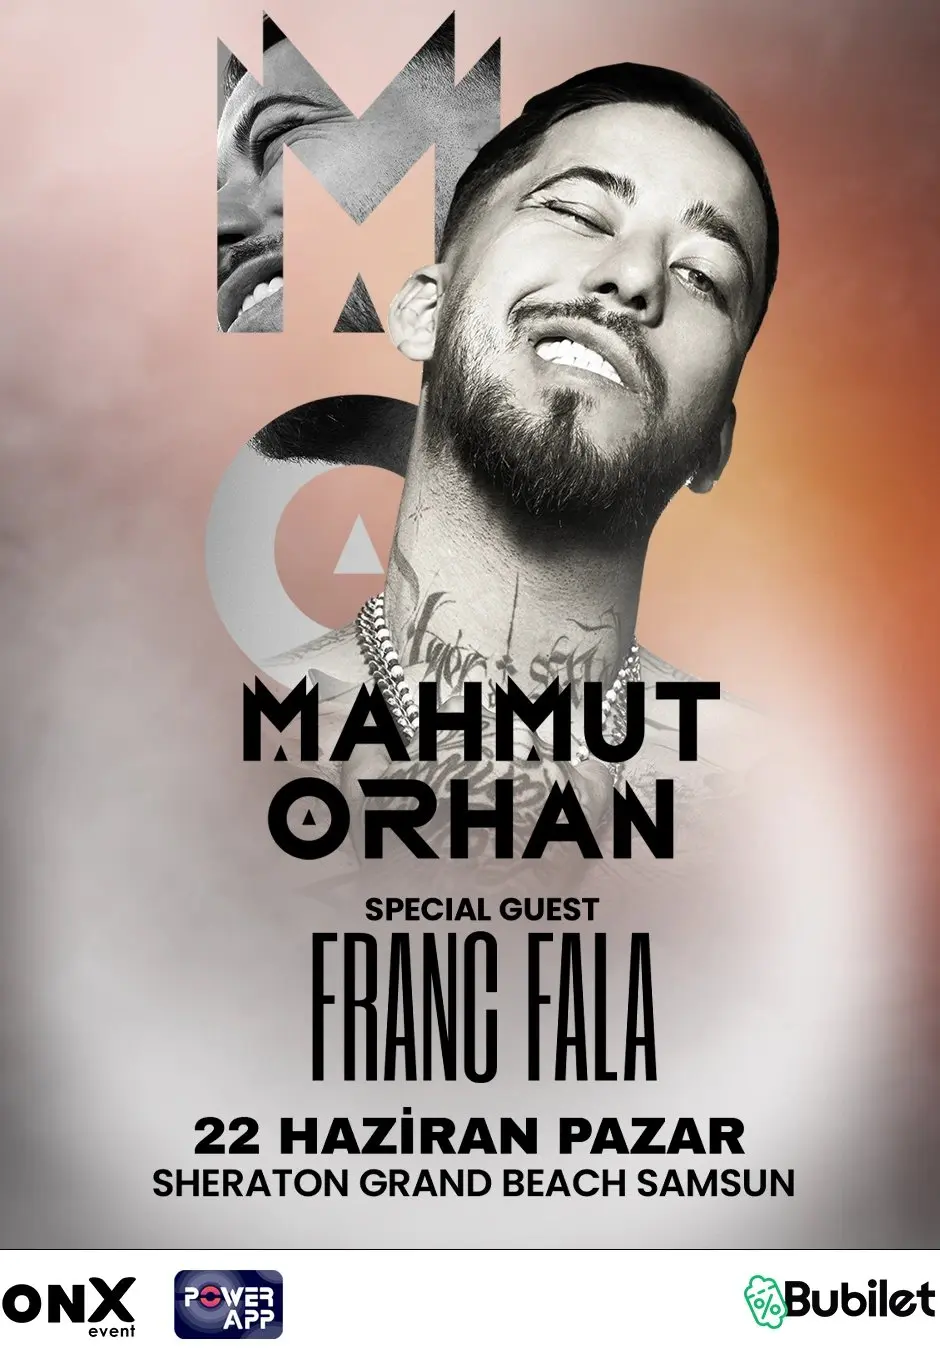 MAHMUT
ORHAN
SPECIAL GUEST
FRANC FALA
22 HAZİRAN PAZAR
SHERATON GRAND BEACH SAMSUN
onX
event
POWER
APP
Bubilet